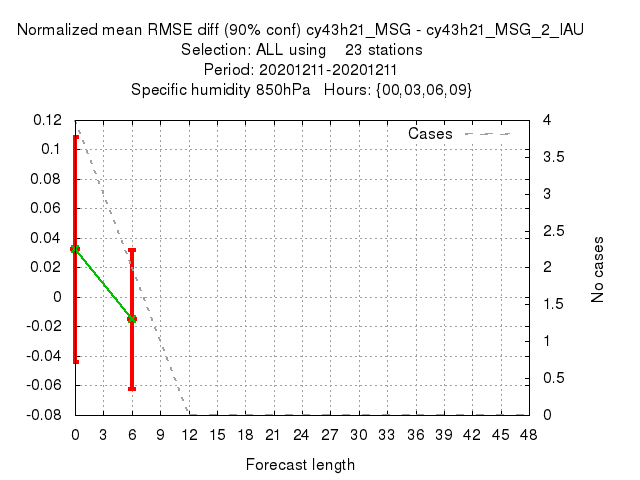 Normalized mean RMSE diff (90% conf) cy43h21_MSG - cy43h21_MSG_2_IAU
Selection: ALL using 23 stations
Period: 20201211-20201211
Specific humidity 850hPa Hours: {00,03,06,09}
Cases
0.12
0.1
0.08
0.06
0.04
0.02
0
-0.02
-0.04
-0.06
-0.08
4
3.5
3
2.5
2
1.5
1
0.5
0
No cases
0 3 6 9 12 15 18 21 24 27 30 33 36 39 42 45 48
Forecast length